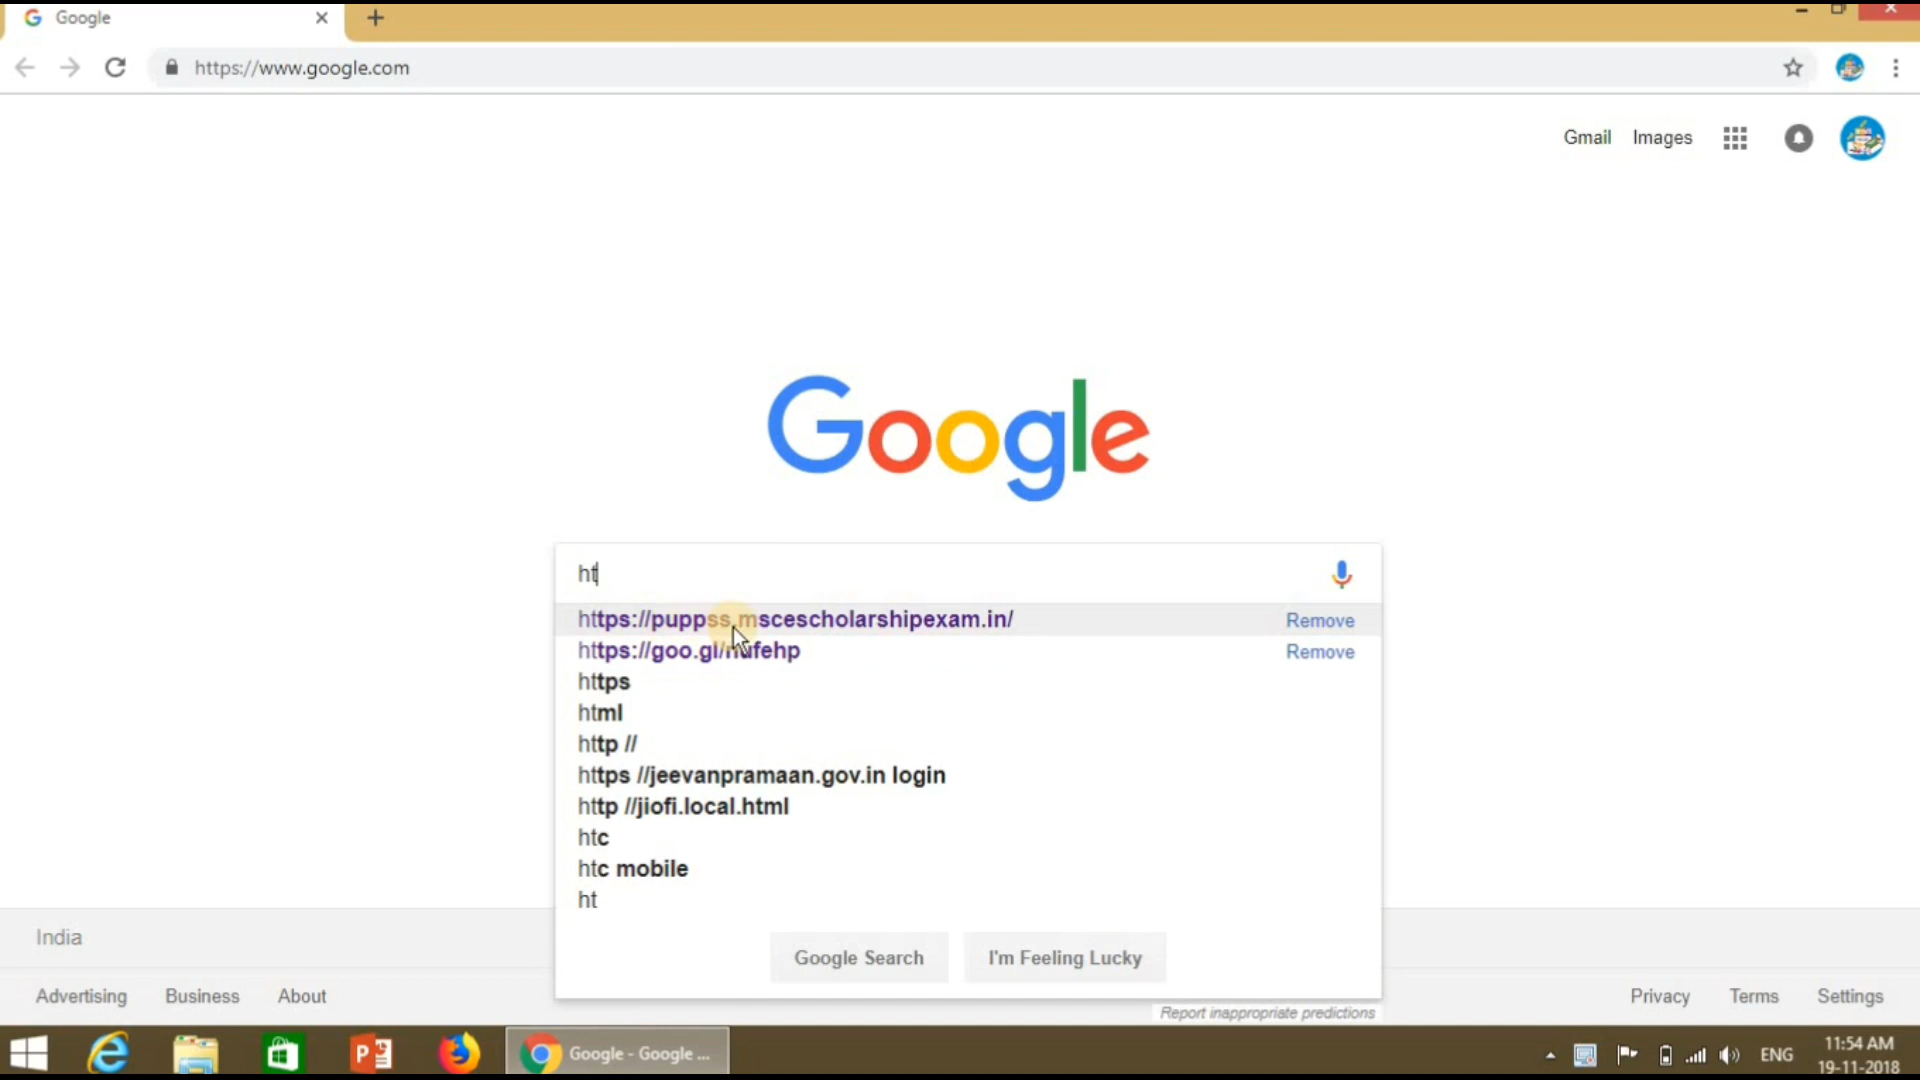 Google
https://www.google.com
Gmail Images
Google
ht
https://puppss.mscescholarshipexam.in/ Remove
Remove
https
html
http //
https //jeevanpramaan.gov.in login
http //jiofi.local.html
htc
htc mobile
ht
India
Google Search I'm Feeling Lucky
Advertising Business About Privacy Terms Settings
Report inappropriate predictions
Google - Google ...
ENG
11:54 AM
19-11-2018